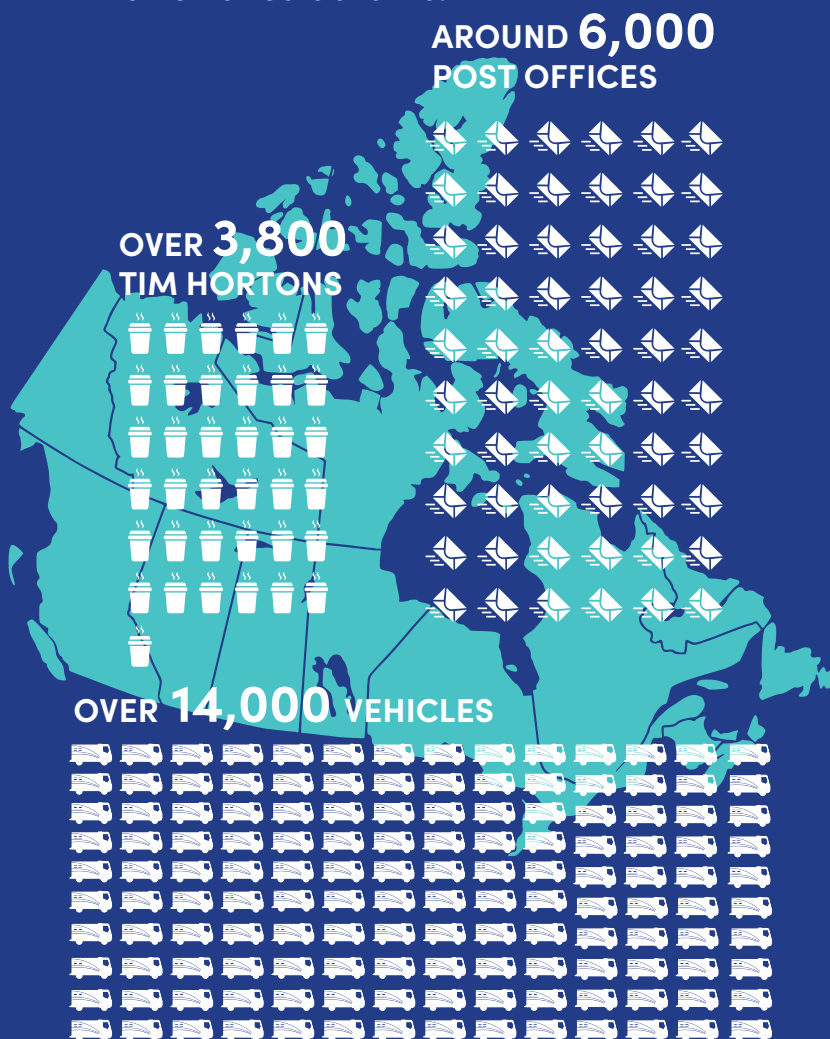 AROUND 6,000
POST OFFICES
OVER 3,800
TIM HORTONS
OVER 14,000 VEHICLES